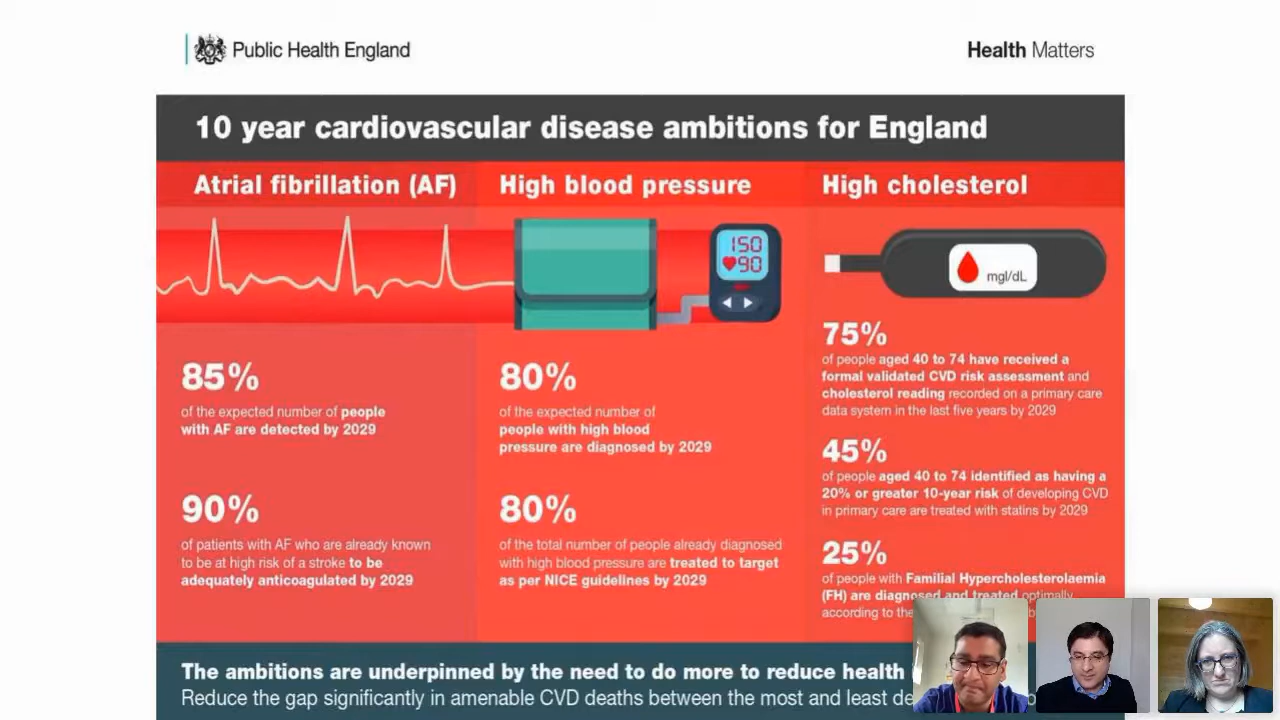 Public Health England
Health Matters
10 year cardiovascular disease ambitions for England
Atrial fibrillation (AF)
85%
of the expected number of people
with AF are detected by 2029
90%
of patients with AF who are already known
to be at high risk of a stroke to be
adequately anticoagulated by 2029
High blood pressure
150
90
80%
of the expected number of
people with high blood
pressure are diagnosed by 2029
80%
of the total number of people already diagnosed
with high blood pressure are treated to target
as per NICE guidelines by 2029
High cholesterol
mgl/dL
75%
of people aged 40 to 74 have received a
formal validated CVD risk assessment and
cholesterol reading recorded on a primary care
data system in the last five years by 2029
45%
of people aged 40 to 74 identified as having a
20% or greater 10-year risk of developing CVD
in primary care are treated with statins by 2029
25%
of people with Familial Hypercholesterolaemia
(FH) are diagnosed and treated optimally
according to the
The ambitions are underpinned by the need to do more to reduce health
Reduce the gap significantly in amenable CVD deaths between the most and least